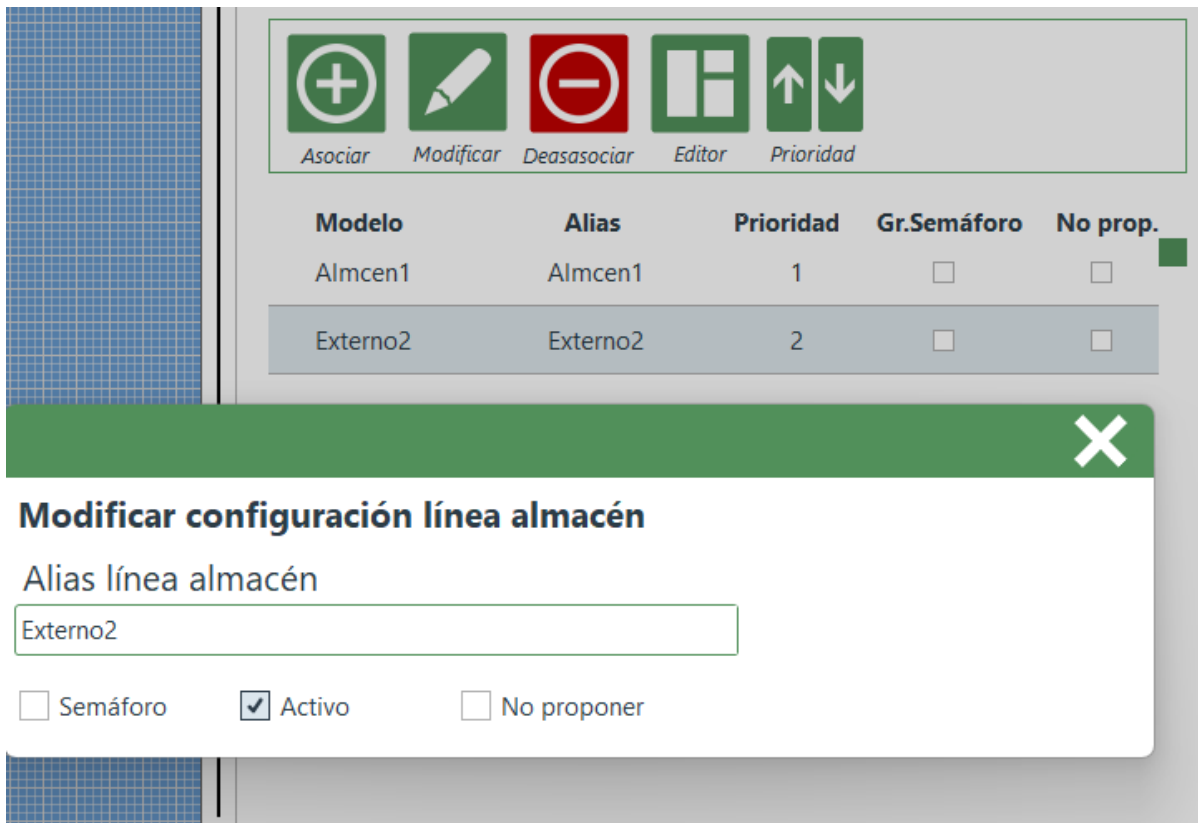 Asociar Modificar Deasasociar Editor Prioridad
Modelo Alias Prioridad Gr.Semáforo No prop.
Almcen1 Almcen1 1
Externo2 Externo2 2
Modificar configuración línea almacén
Alias línea almacén
Externo2
Semáforo Activo No proponer